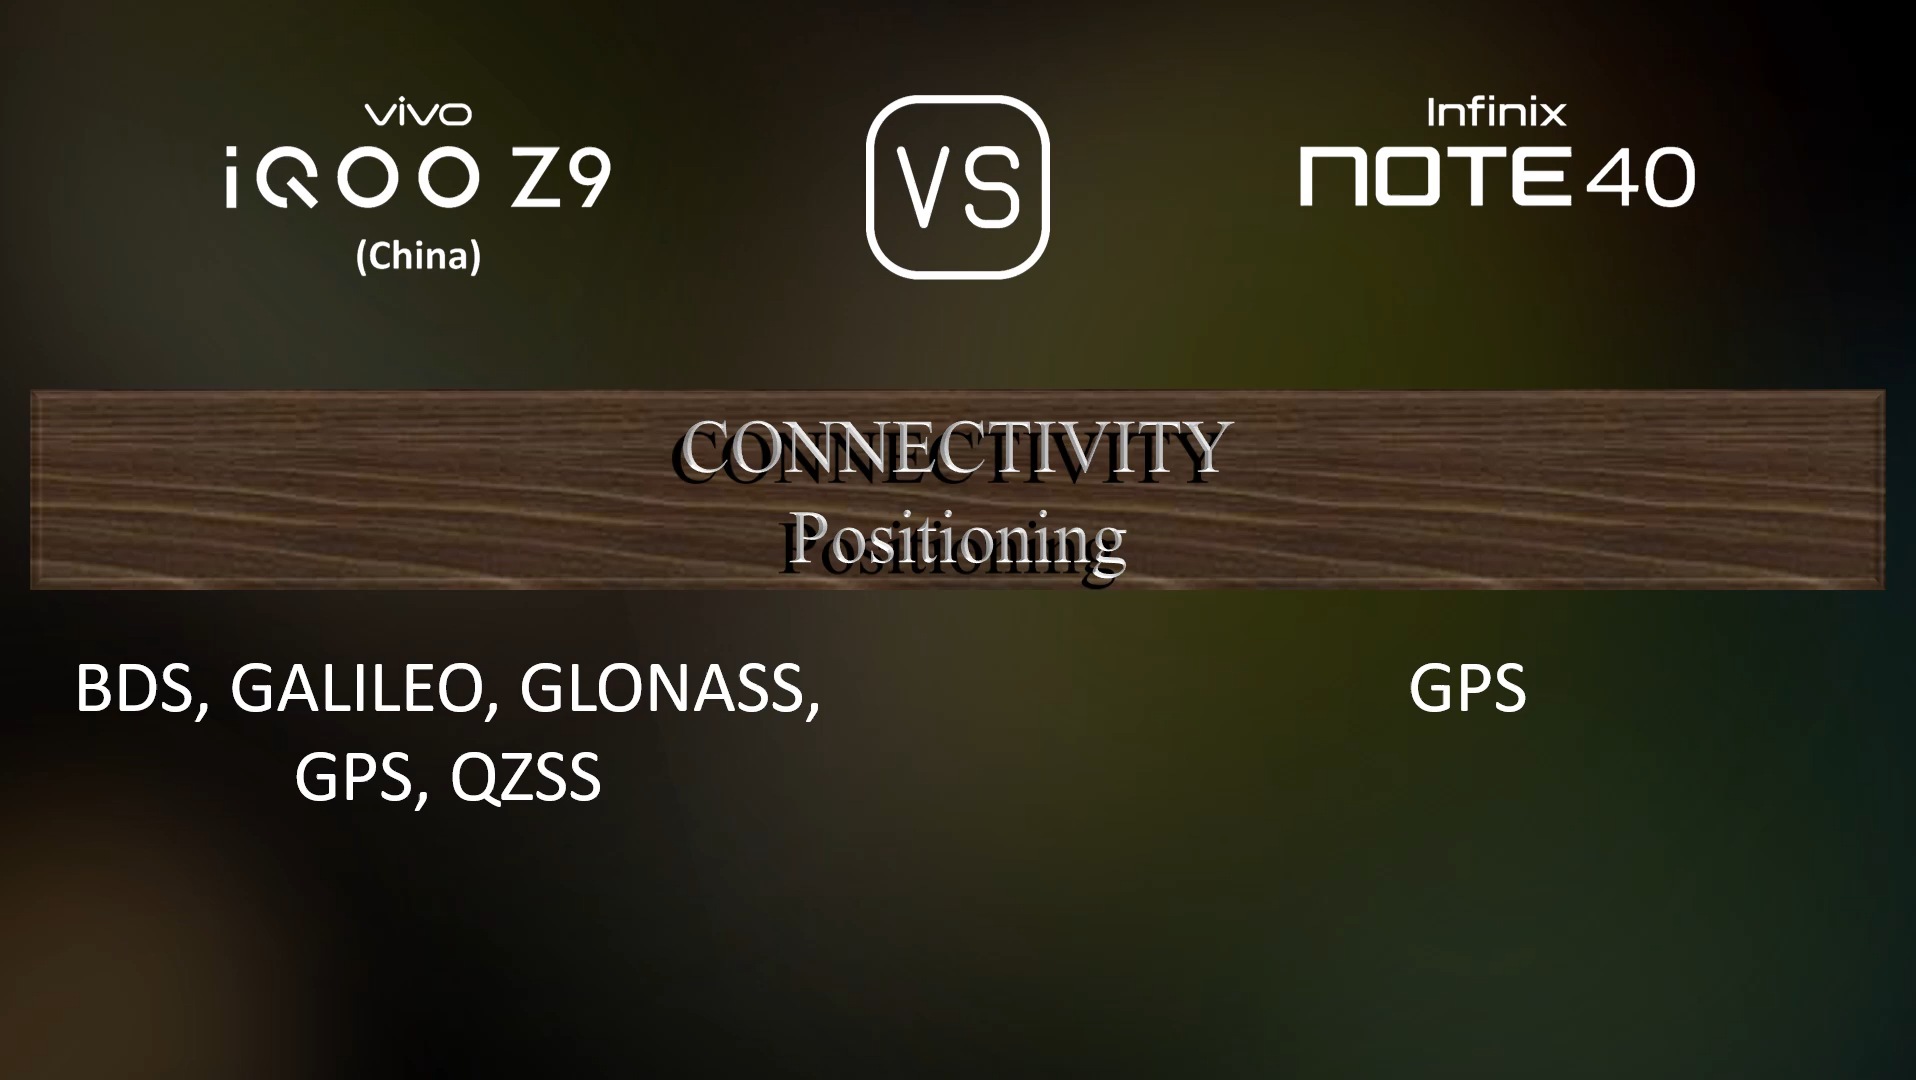 vivo
iQOO Z9
(China)
VS
Infinix
NOTE 40
CONNECTIVITY
Positioning
BDS, GALILEO, GLONASS,
GPS, QZSS
GPS